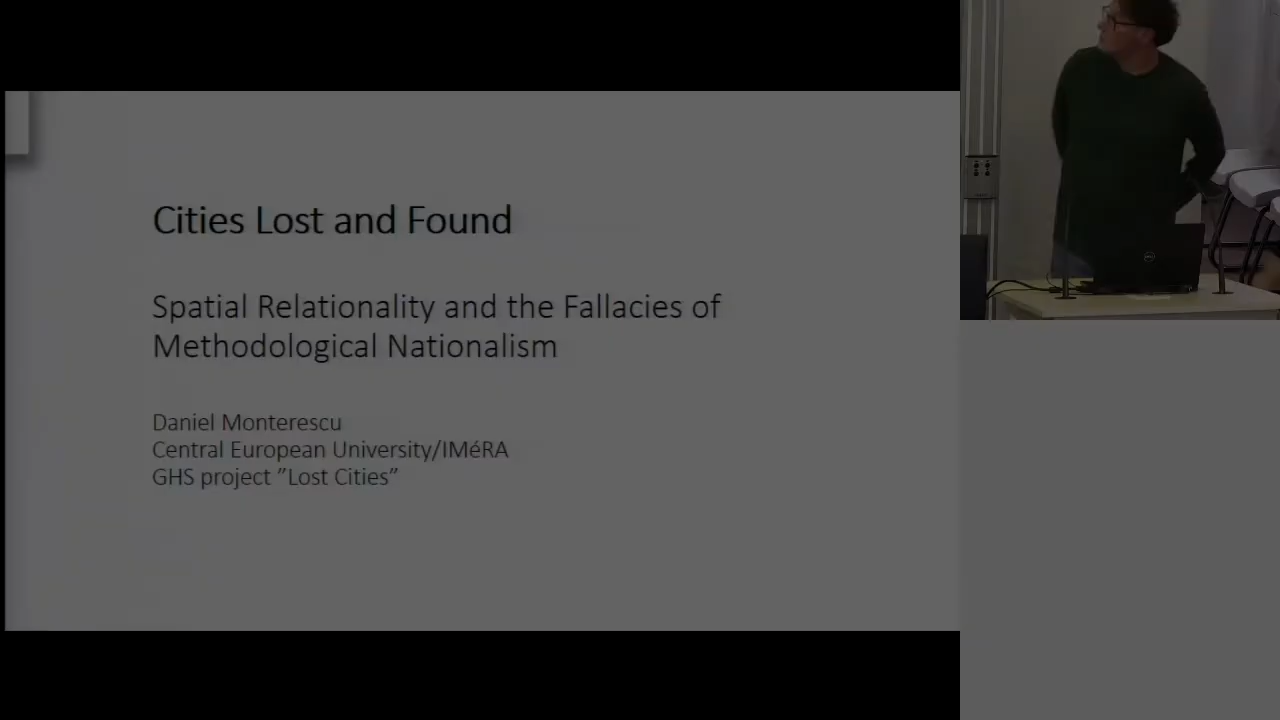 Cities Lost and Found
Spatial Relationality and the Fallacies of
Methodological Nationalism
Daniel Monterescu
Central European University/IMéRA
GHS project ”Lost Cities”